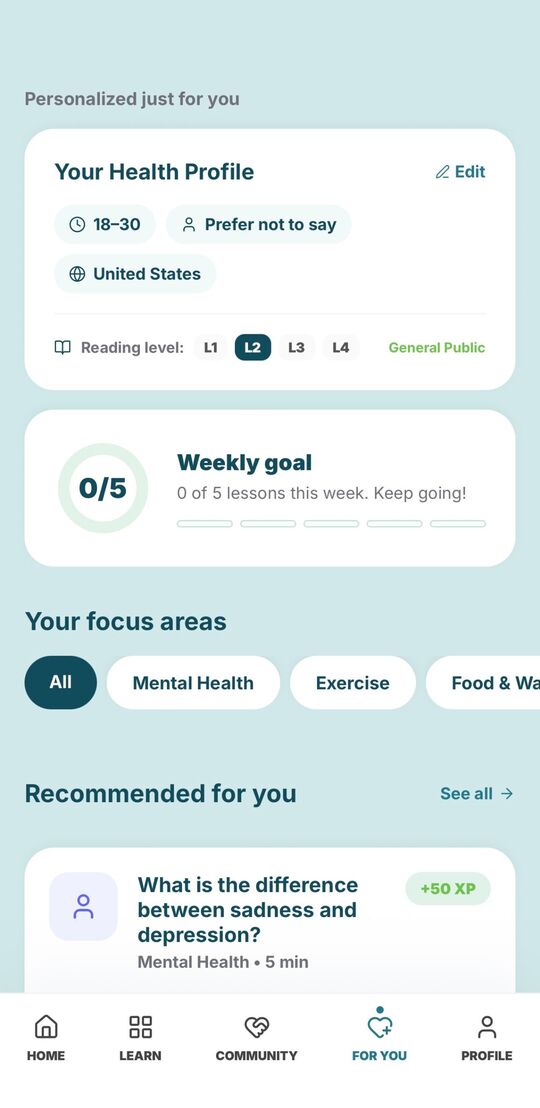 Personalized just for you
Your Health Profile
Edit
18–30
Prefer not to say
United States
Reading level:
L1
L2
L3
L4
General Public
0/5
Weekly goal
0 of 5 lessons this week. Keep going!
Your focus areas
All
Mental Health
Exercise
Food & Wa
Recommended for you
See all
What is the difference
between sadness and
depression?
+50 XP
Mental Health • 5 min
HOME
LEARN
COMMUNITY
FOR YOU
PROFILE